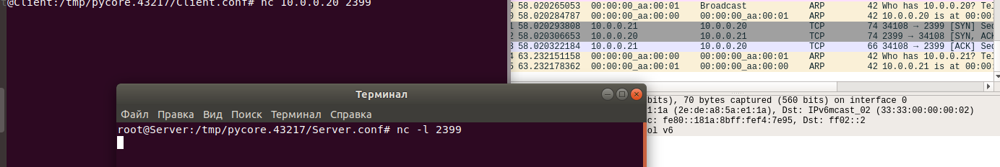 t@Client:/tmp/pycore.43217/Client.conf# nc 10.0.0.20 2399
9 58.020265053 00:00:00_aa:00:01 Broadcast ARP 42 Who has 10.0.0.20? Tel
58.020284787 00:00:00_aa:00:00 00:00:00_aa:00:01 ARP 42 10.0.0.20 is at 00:00:
58.020293808 10.0.0.21 10.0.0.20 TCP 74 34108 → 2399 [SYN] Seq
2 58.020306653 10.0.0.20 10.0.0.21 TCP 74 2399 → 34108 [SYN, ACK
3 58.020322184 10.0.0.21 10.0.0.20 TCP 66 34108 → 2399 [ACK] Seq
4 63.232151158 00:00:00_aa:00:00 00:00:00_aa:00:01 ARP 42 Who has 10.0.0.21? Tel
5 63.232178362 00:00:00_aa:00:01 00:00:00_aa:00:00 ARP 42 10.0.0.21 is at 00:00:
Терминал
Файл Правка Вид Поиск Терминал Справка
root@Server:/tmp/pycore.43217/Server.conf# nc -l 2399
bits), 70 bytes captured (560 bits) on interface 0
1:1a (2e:de:a8:5a:e1:1a), Dst: IPv6mcast_02 (33:33:00:00:00:02)
c: fe80::181a:8bff:fef4:7e95, Dst: ff02::2
ol v6